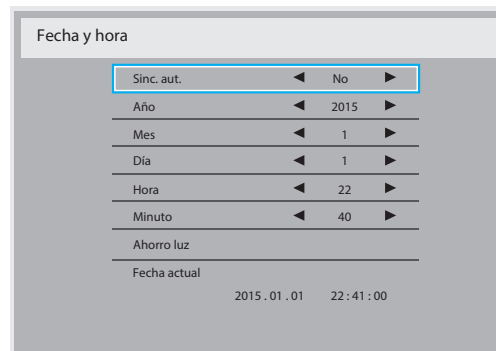 Fecha y hora
Sinc. aut. ◀ No ▶
Año ◀ 2015 ▶
Mes ◀ 1 ▶
Día ◀ 1 ▶
Hora ◀ 22 ▶
Minuto ◀ 40 ▶
Ahorro luz
Fecha actual
2015 . 01 . 01 22 : 41 : 00